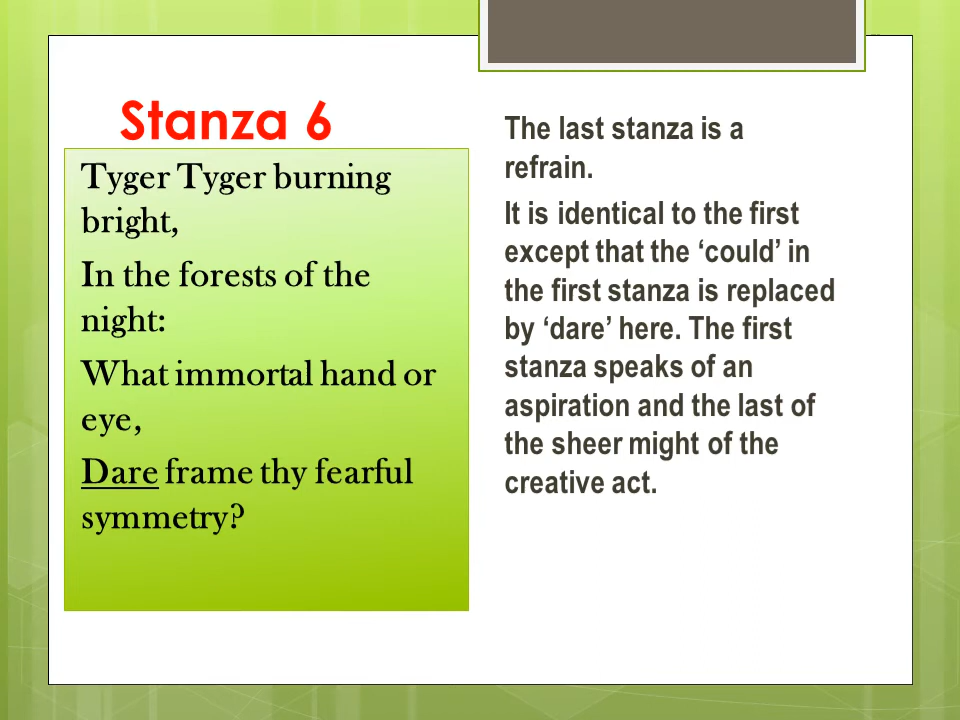 Stanza 6
Tyger Tyger burning
bright,
In the forests of the
night:
What immortal hand or
eye,
Dare frame thy fearful
symmetry?
The last stanza is a
refrain.
It is identical to the first
except that the ‘could’ in
the first stanza is replaced
by ‘dare’ here. The first
stanza speaks of an
aspiration and the last of
the sheer might of the
creative act.